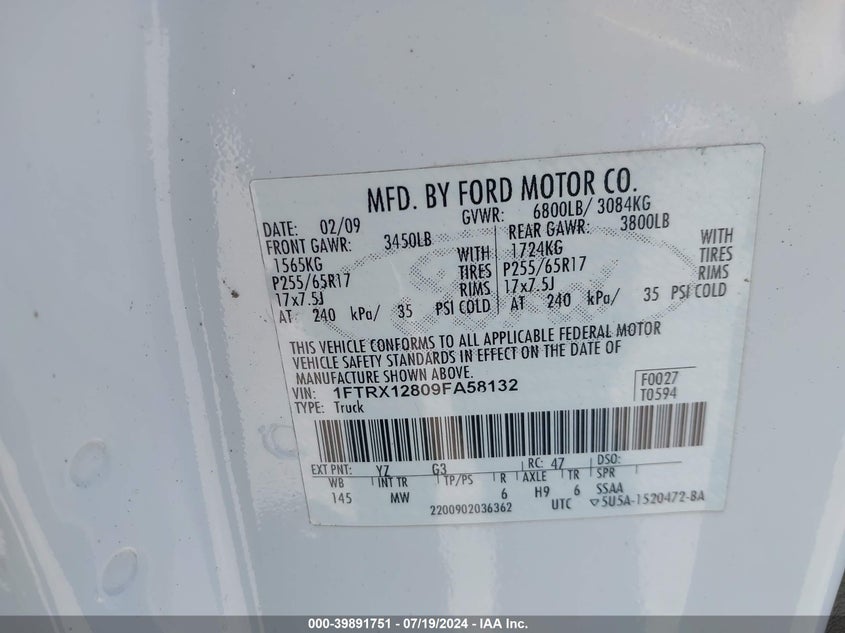 MFD. BY FORD MOTOR CO.
DATE: 02/09 GVWR: 6800LB/ 3084KG
FRONT GAWR: 3450LB REAR GAWR: 3800LB
1565KG WITH 1724KG WITH
P255/65R17 TIRES P255/65R17 TIRES
17x7.5J RIMS 17x7.5J RIMS
AT 240 kPa/ 35 PSI COLD AT 240 kPa/ 35 PSI COLD
THIS VEHICLE CONFORMS TO ALL APPLICABLE FEDERAL MOTOR
VEHICLE SAFETY STANDARDS IN EFFECT ON THE DATE OF
MANUFACTURE SHOWN ABOVE.
VIN: 1FTRX12809FA58132 F0027
TYPE: Truck T0594
EXT PNT: YZ G3 RC: 47 DSO:
WB INT TR TP/PS R AXLE TR SPR
145 MW 6 H9 6 SSAA
2200902036362 UTC ▽5U5A-1520472-BA
000-39891751 - 07/19/2024 - IAA Inc.